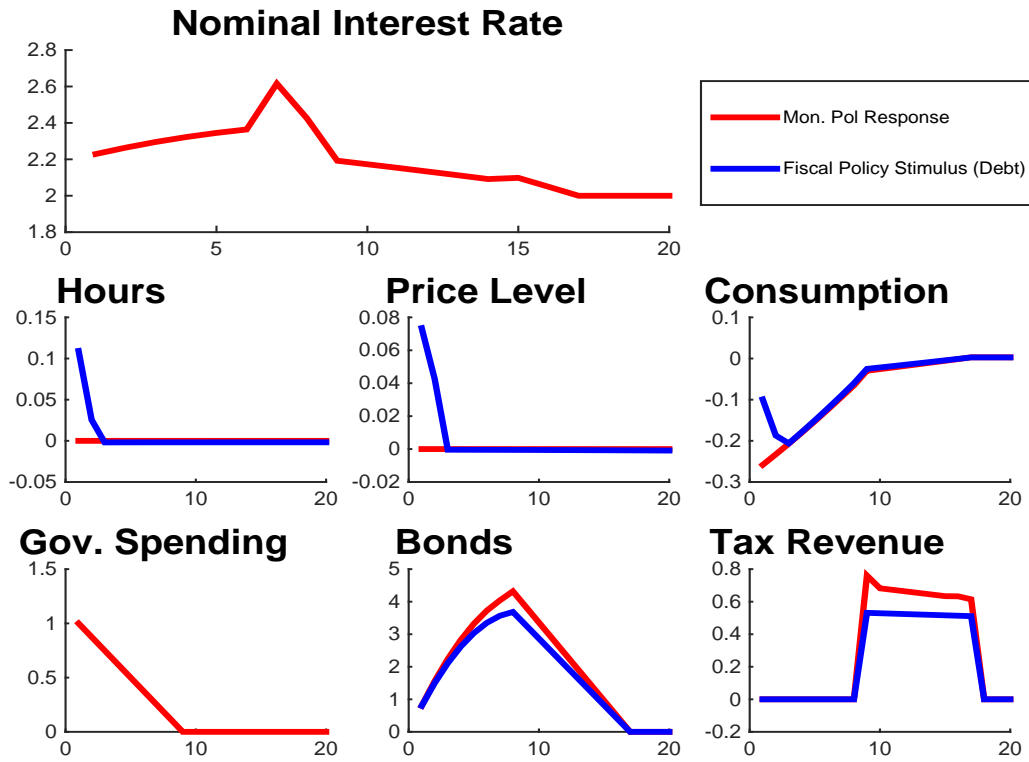 Nominal Interest Rate
2.8
2.6
2.4
2.2
2
1.8
0 5 10 15 20
Mon. Pol Response
Fiscal Policy Stimulus (Debt)
Hours
0.15
0.1
0.05
0
-0.05
0 10 20
Price Level
0.08
0.06
0.04
0.02
0
-0.02
0 10 20
Consumption
0.1
0
-0.1
-0.2
-0.3
0 10 20
Gov. Spending
1.5
1
0.5
0
0 10 20
Bonds
5
4
3
2
1
0
0 10 20
Tax Revenue
0.8
0.6
0.4
0.2
0
-0.2
0 10 20